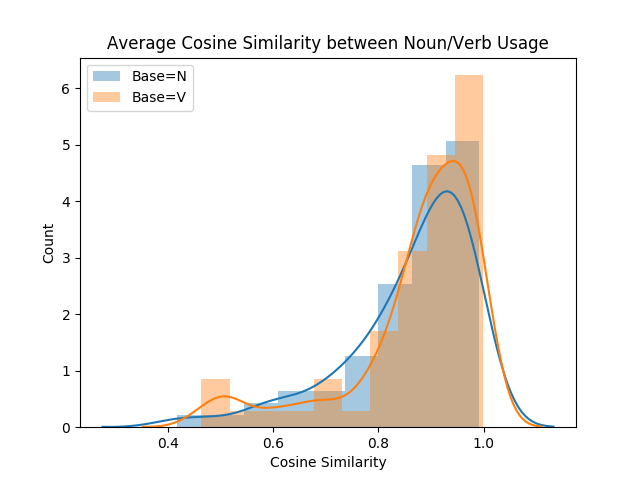 Average Cosine Similarity between Noun/Verb Usage
Base=N
Base=V
Count
6
5
4
3
2
1
0
0.4 0.6 0.8 1.0
Cosine Similarity